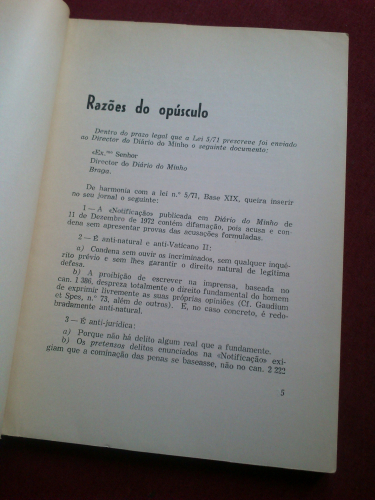 Razões do opúsculo
Dentro do prazo legal que a Lei 5/71 prescreve foi enviado
ao Director do Diário do Minho o seguinte documento:
«Ex.mo Senhor
Director do Diário do Minho
Braga.
De harmonia com a lei n.º 5/71, Base XIX, queira inserir
no seu jornal o seguinte:
1 — A «Notificação» publicada em Diário do Minho de
11 de Dezembro de 1972 contém difamação, pois acusa e con-
dena sem apresentar provas das acusações formuladas.
2 — É anti-natural e anti-Vaticano II:
a) Condena sem ouvir os incriminados, sem qualquer inqué-
rito prévio e sem lhes garantir o direito natural de legítima
defesa.
b) A proibição de escrever na imprensa, baseada no
can. 1 386, despreza totalmente o direito fundamental do homem
de exprimir livremente as suas próprias opiniões (Cf. Gaudium
et Spes, n.º 73, além de outros). É, no caso concreto, é redo-
bradamente anti-natural.
3 — É anti-jurídica:
a) Porque não há delito algum real que a fundamente.
b) Os pretensos delitos enunciados na «Notificação» exi-
giam que a cominação das penas se baseasse, não no can. 2 222
5